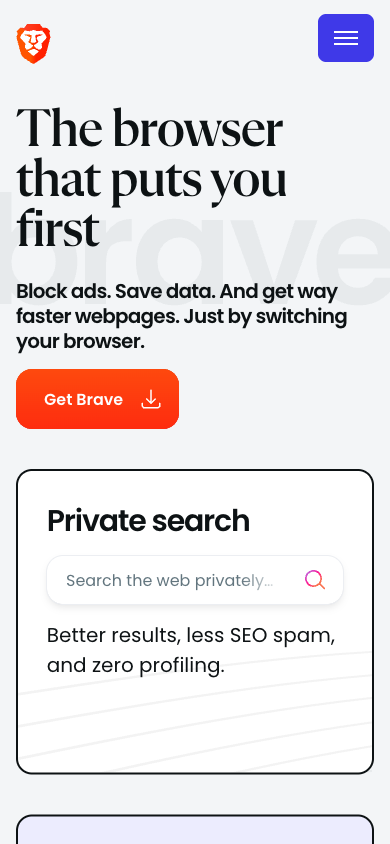 The browser
that puts you
first
brave
Block ads. Save data. And get way
faster webpages. Just by switching
your browser.
Get Brave
Private search
Search the web privately...
Better results, less SEO spam,
and zero profiling.